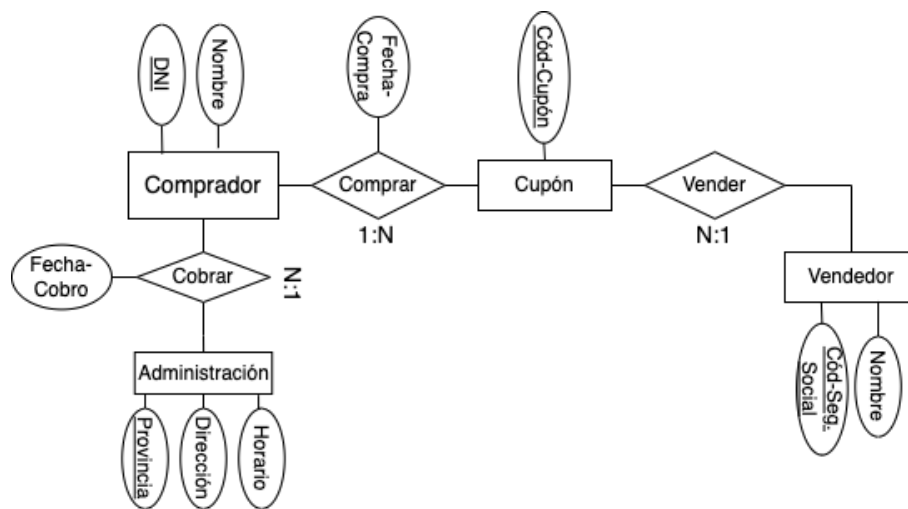 DNI
Nombre
Fecha-
Compra
Cód-Cupón
Comprador
Comprar
1:N
Cupón
Vender
N:1
Fecha-
Cobro
Cobrar
N:1
Vendedor
Administración
Cód-Seg.
Social
Nombre
Provincia
Dirección
Horario